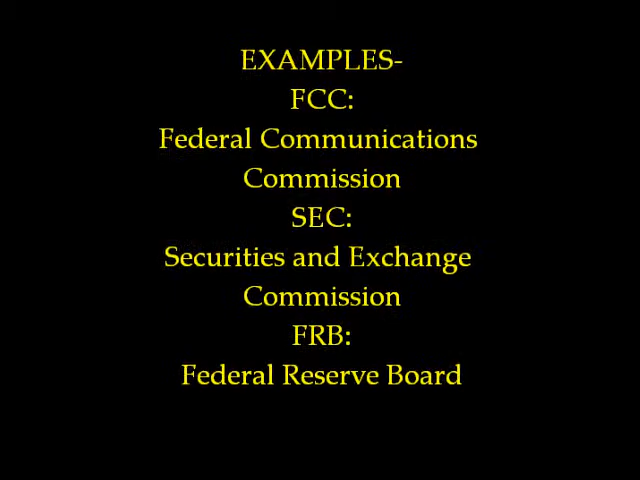 EXAMPLES-
FCC:
Federal Communications
Commission
SEC:
Securities and Exchange
Commission
FRB:
Federal Reserve Board